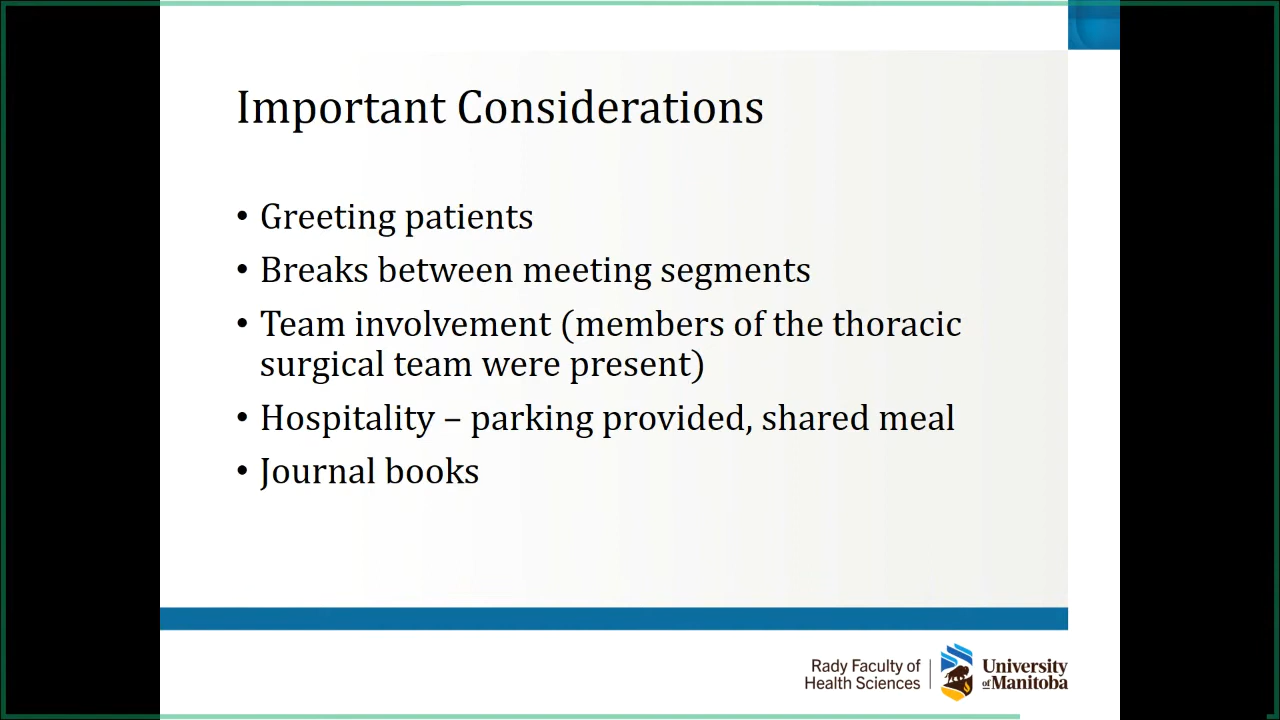 Important Considerations
• Greeting patients
• Breaks between meeting segments
• Team involvement (members of the thoracic
surgical team were present)
• Hospitality – parking provided, shared meal
• Journal books
Rady Faculty of
Health Sciences
University
of Manitoba